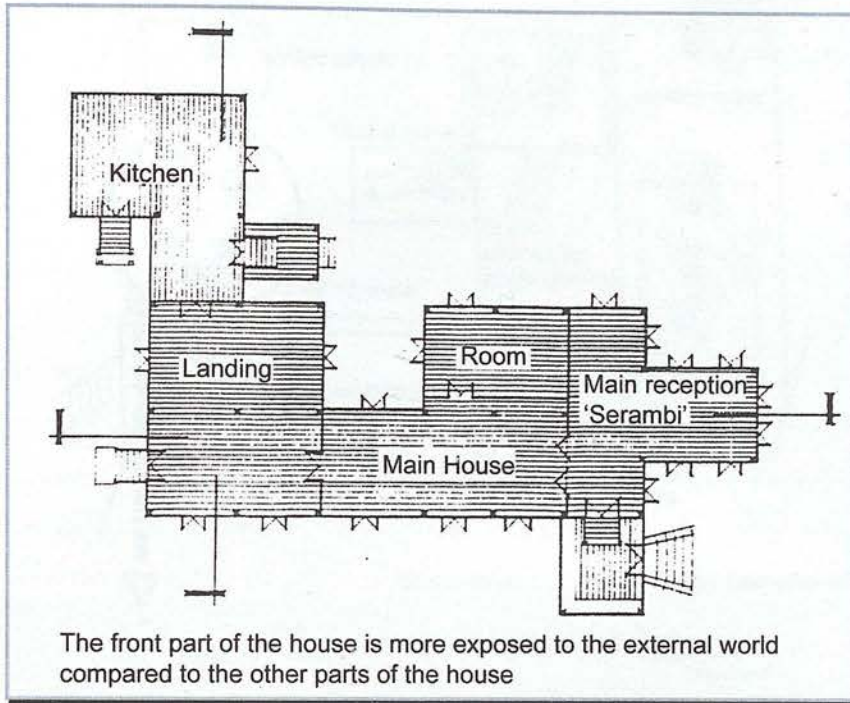 Kitchen
Landing
Room
Main reception
'Serambi'
Main House
The front part of the house is more exposed to the external world
compared to the other parts of the house